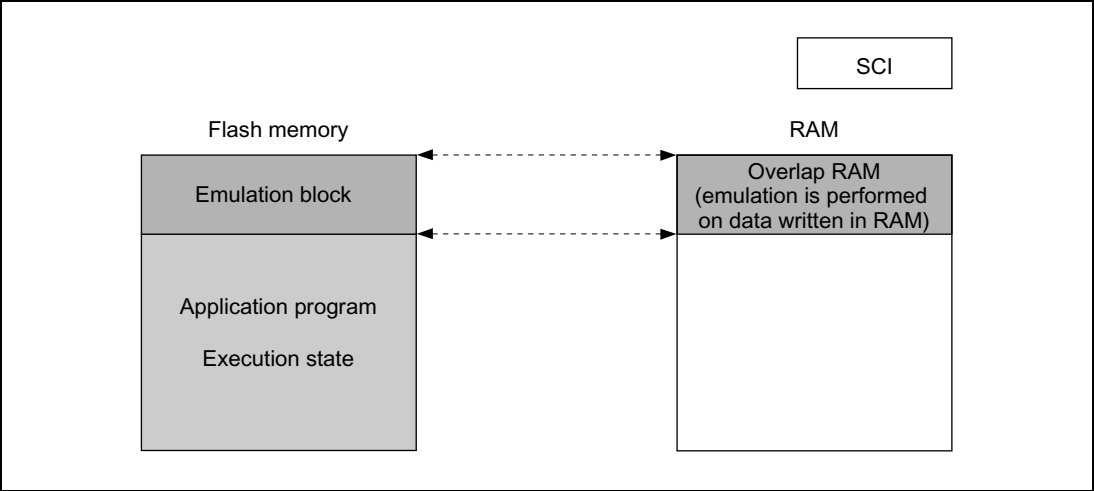 SCI
Flash memory
RAM
Emulation block
Overlap RAM
(emulation is performed
on data written in RAM)
Application program
Execution state